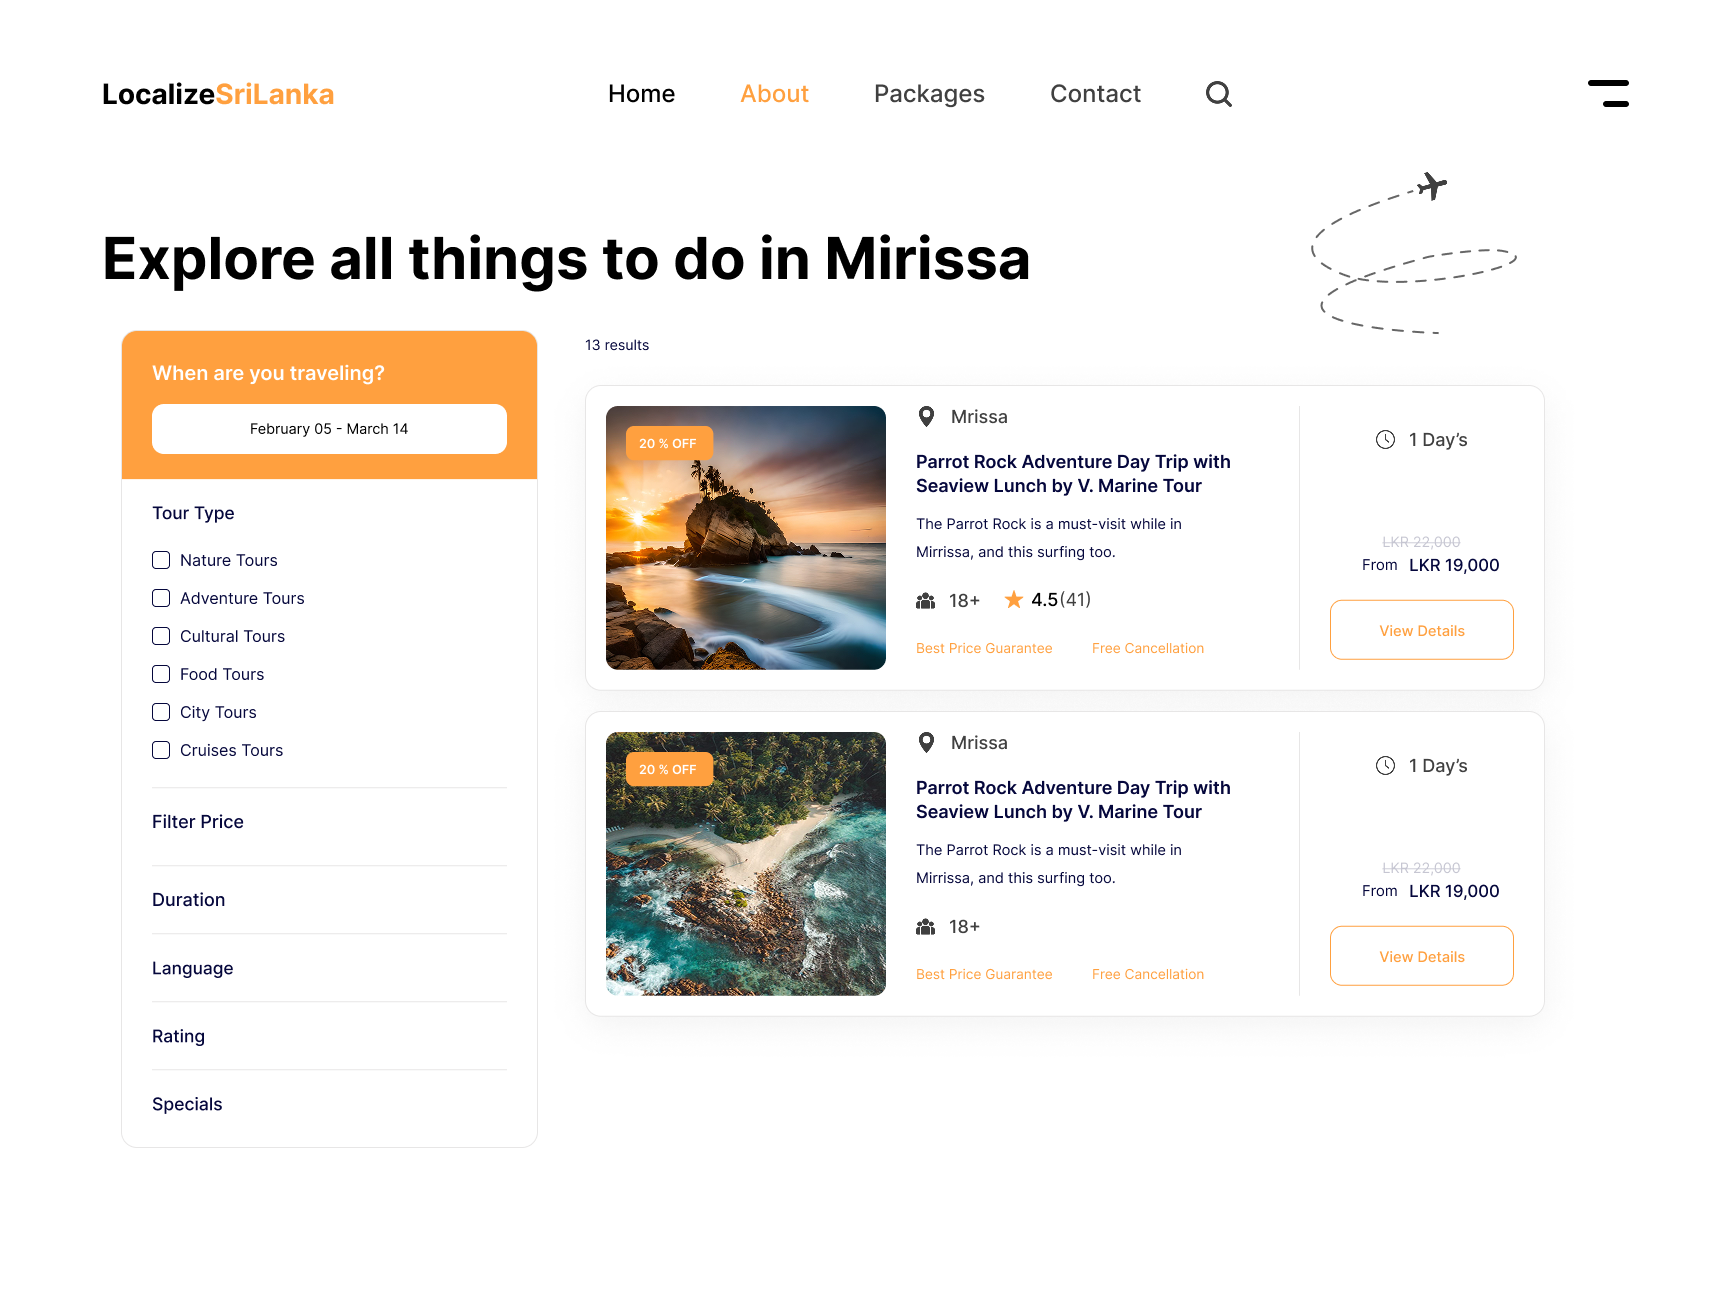 LocalizeSriLanka
Home
About
Packages
Contact
Explore all things to do in Mirissa
When are you traveling?
February 05 - March 14
Tour Type
Nature Tours
Adventure Tours
Cultural Tours
Food Tours
City Tours
Cruises Tours
Filter Price
Duration
Language
Rating
Specials
13 results
20 % OFF
Mrissa
Parrot Rock Adventure Day Trip with
Seaview Lunch by V. Marine Tour
The Parrot Rock is a must-visit while in
Mirrissa, and this surfing too.
18+
4.5(41)
Best Price Guarantee
Free Cancellation
1 Day’s
LKR 22,000
From LKR 19,000
View Details
20 % OFF
Mrissa
Parrot Rock Adventure Day Trip with
Seaview Lunch by V. Marine Tour
The Parrot Rock is a must-visit while in
Mirrissa, and this surfing too.
18+
Best Price Guarantee
Free Cancellation
1 Day’s
LKR 22,000
From LKR 19,000
View Details